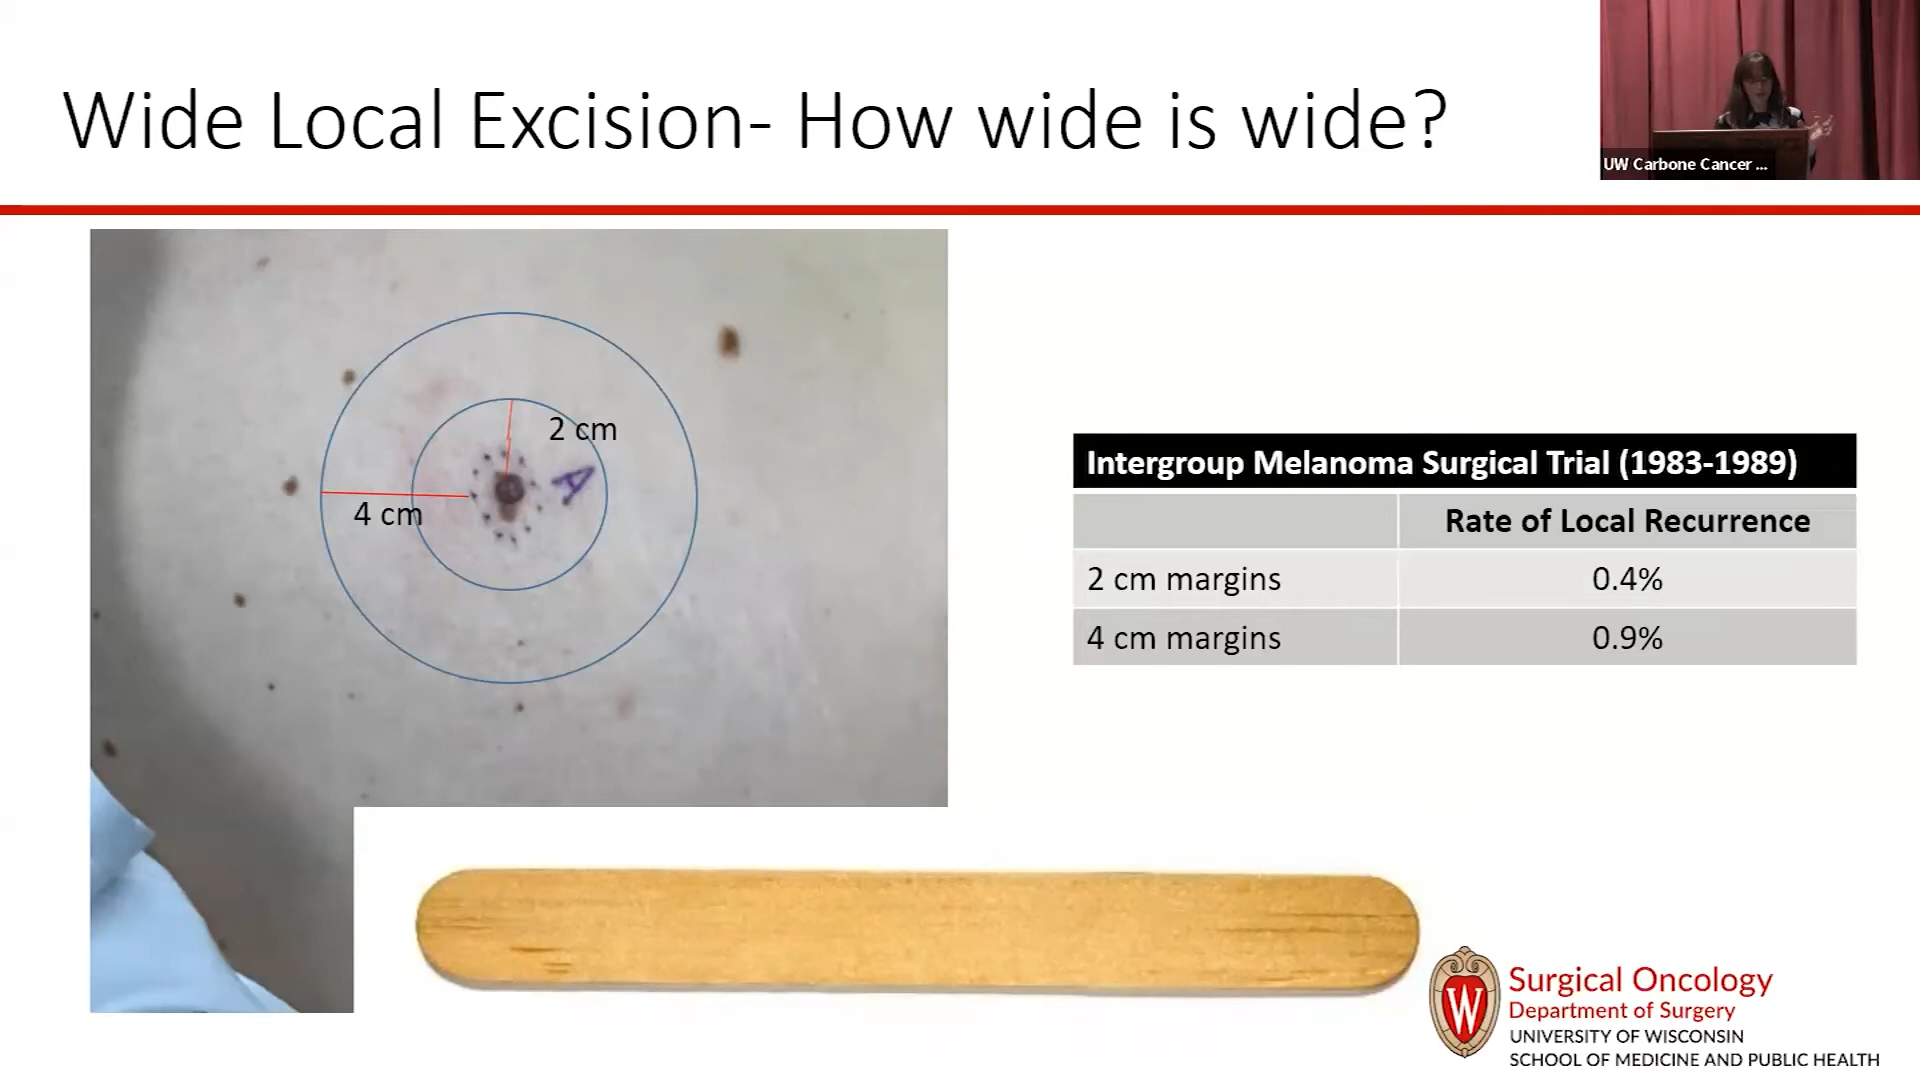 Wide Local Excision- How wide is wide?
UW Carbone Cancer ...
2 cm
A
4 cm
Intergroup Melanoma Surgical Trial (1983-1989)
Rate of Local Recurrence
2 cm margins 0.4%
4 cm margins 0.9%
W
Surgical Oncology
Department of Surgery
UNIVERSITY OF WISCONSIN
SCHOOL OF MEDICINE AND PUBLIC HEALTH